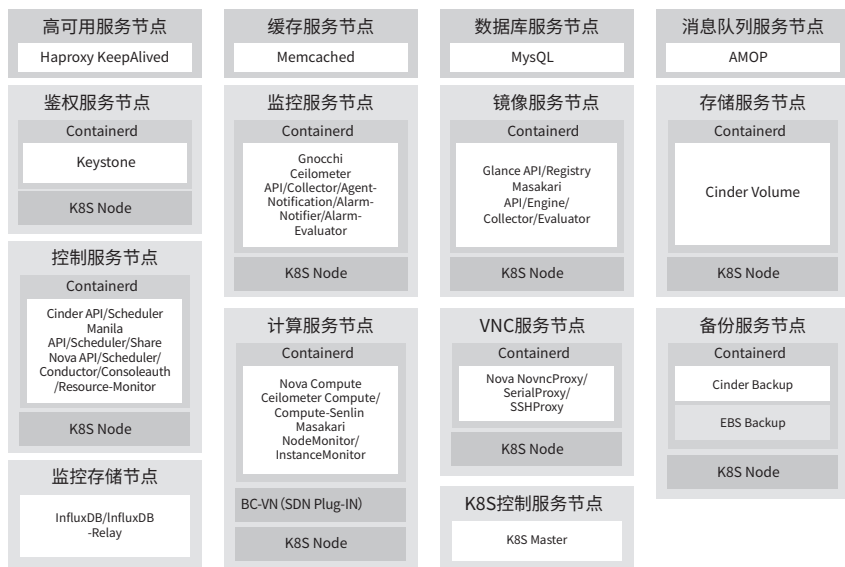 高可用服务节点
Haproxy KeepAlived
缓存服务节点
Memcached
数据库服务节点
MysQL
消息队列服务节点
AMOP
鉴权服务节点
Containerd
Keystone
K8S Node
监控服务节点
Containerd
Gnocchi
Ceilometer
API/Collector/Agent-
Notification/Alarm-
Notifier/Alarm-
Evaluator
K8S Node
镜像服务节点
Containerd
Glance API/Registry
Masakari
API/Engine/
Collector/Evaluator
K8S Node
存储服务节点
Containerd
Cinder Volume
K8S Node
控制服务节点
Containerd
Cinder API/Scheduler
Manila
API/Scheduler/Share
Nova API/Scheduler/
Conductor/Consoleauth
/Resource-Monitor
K8S Node
计算服务节点
Containerd
Nova Compute
Ceilometer Compute/
Compute-Senlin
Masakari
NodeMonitor/
InstanceMonitor
BC-VN（SDN Plug-IN）
K8S Node
VNC服务节点
Containerd
Nova NovncProxy/
SerialProxy/
SSHProxy
K8S Node
备份服务节点
Containerd
Cinder Backup
EBS Backup
K8S Node
监控存储节点
InfluxDB/lnfluxDB
-Relay
K8S控制服务节点
K8S Master